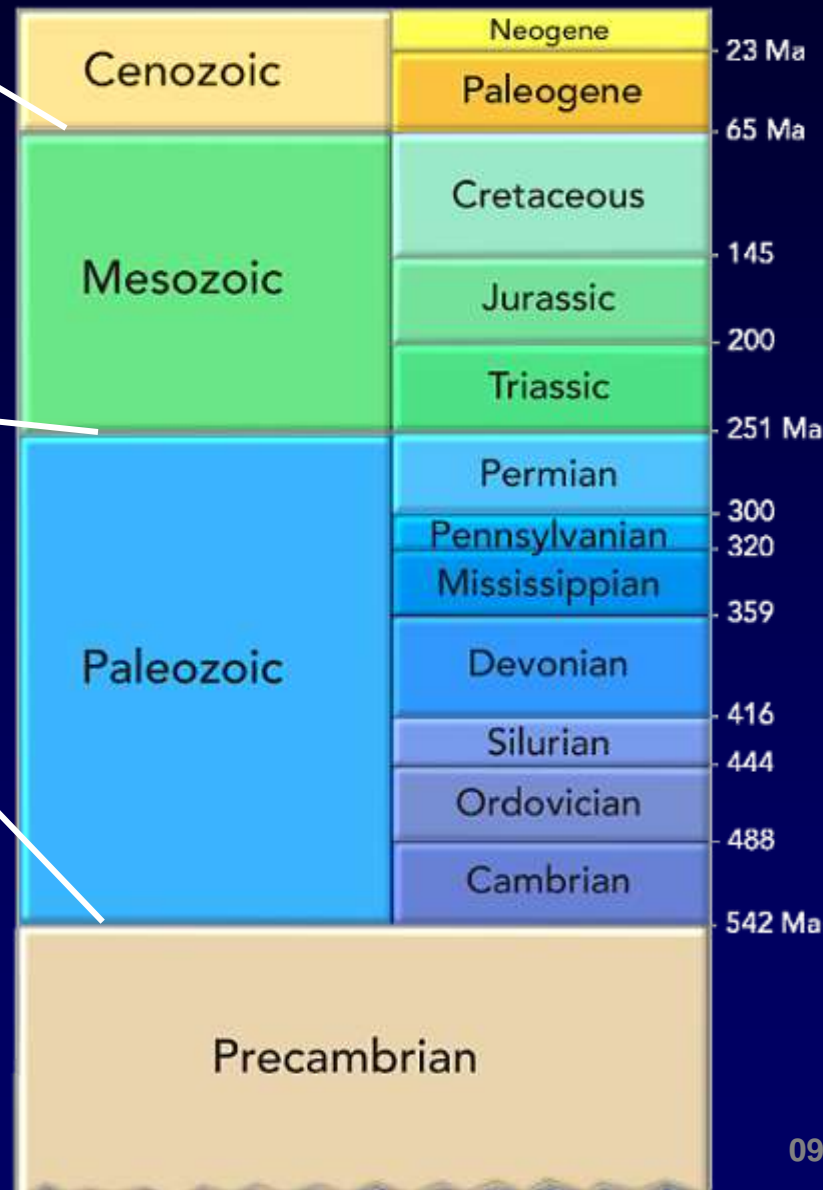 Cenozoic
Neogene
23 Ma
Paleogene
65 Ma
Mesozoic
Cretaceous
145
Jurassic
200
Triassic
251 Ma
Paleozoic
Permian
300
Pennsylvanian
320
Mississippian
359
Devonian
416
Silurian
444
Ordovician
488
Cambrian
542 Ma
Precambrian
09